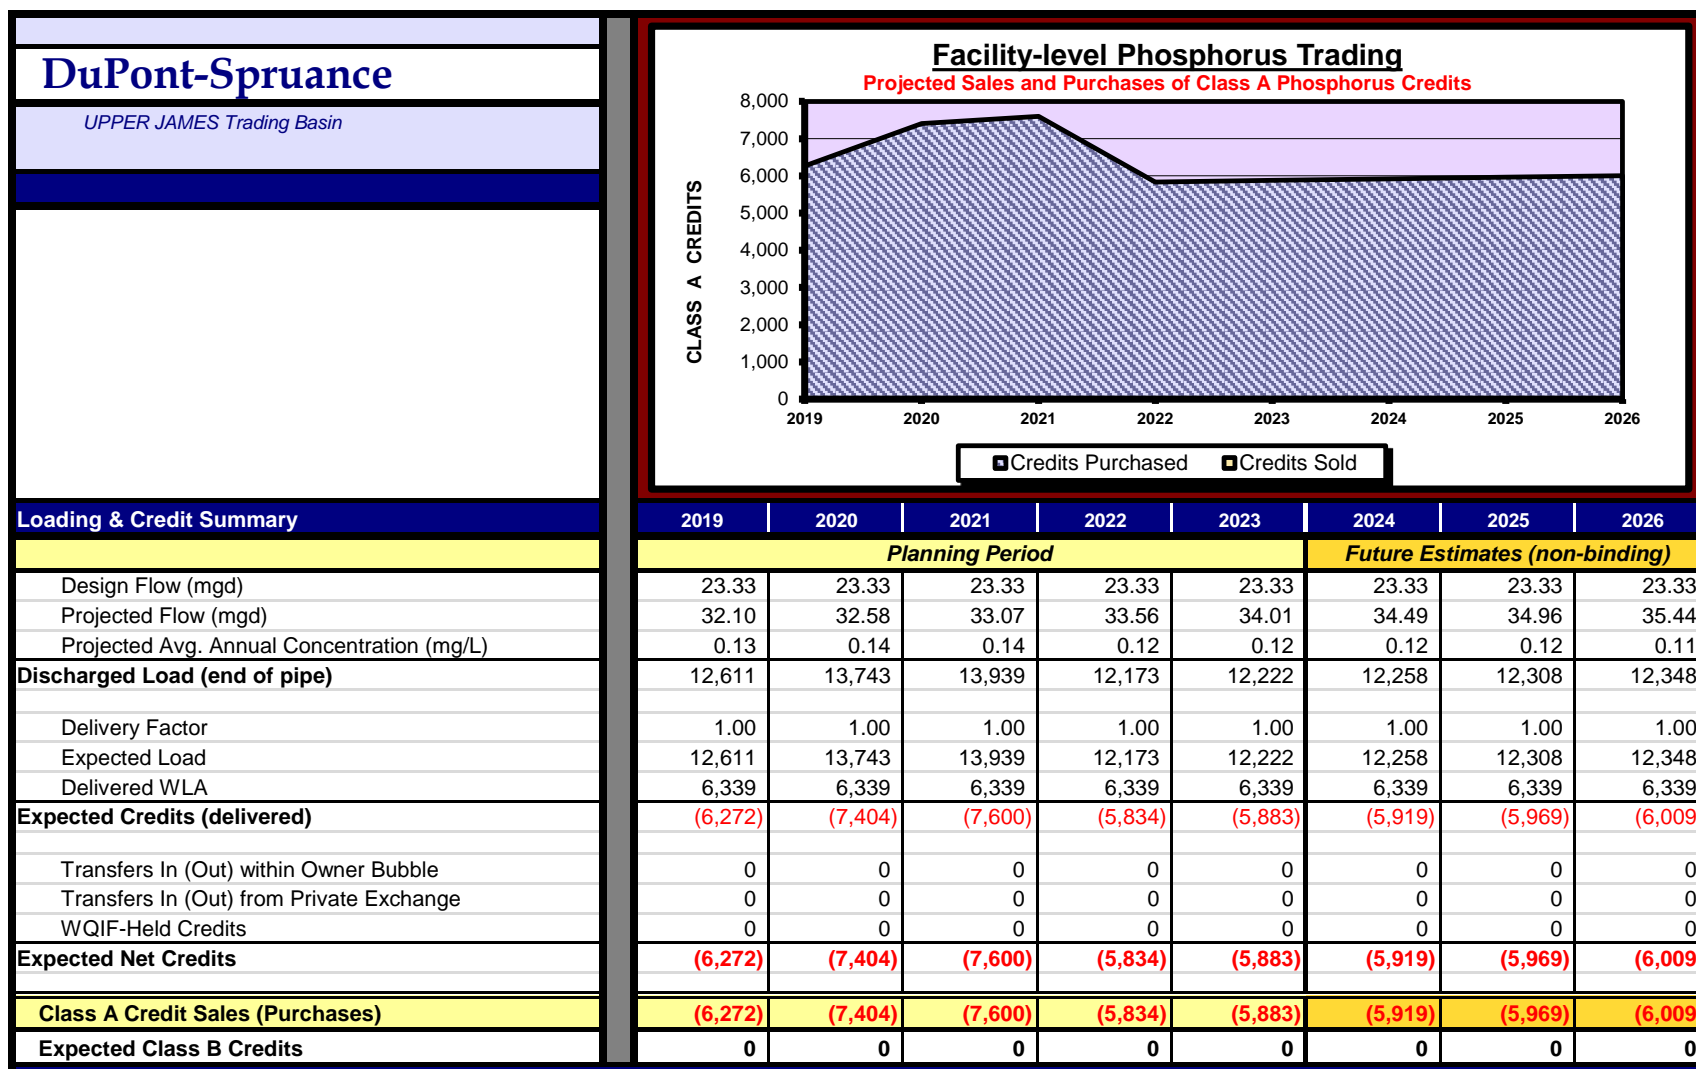 DuPont-Spruance
UPPER JAMES Trading Basin
Facility-level Phosphorus Trading
Projected Sales and Purchases of Class A Phosphorus Credits
CLASS A CREDITS
8,000
7,000
6,000
5,000
4,000
3,000
2,000
1,000
0
2019 2020 2021 2022 2023 2024 2025 2026
Credits Purchased Credits Sold
Loading & Credit Summary 2019 2020 2021 2022 2023 2024 2025 2026
Planning Period Future Estimates (non-binding)
Design Flow (mgd) 23.33 23.33 23.33 23.33 23.33 23.33 23.33 23.33
Projected Flow (mgd) 32.10 32.58 33.07 33.56 34.01 34.49 34.96 35.44
Projected Avg. Annual Concentration (mg/L) 0.13 0.14 0.14 0.12 0.12 0.12 0.12 0.11
Discharged Load (end of pipe) 12,611 13,743 13,939 12,173 12,222 12,258 12,308 12,348
Delivery Factor 1.00 1.00 1.00 1.00 1.00 1.00 1.00 1.00
Expected Load 12,611 13,743 13,939 12,173 12,222 12,258 12,308 12,348
Delivered WLA 6,339 6,339 6,339 6,339 6,339 6,339 6,339 6,339
Expected Credits (delivered) (6,272) (7,404) (7,600) (5,834) (5,883) (5,919) (5,969) (6,009
Transfers In (Out) within Owner Bubble 0 0 0 0 0 0 0 0
Transfers In (Out) from Private Exchange 0 0 0 0 0 0 0 0
WQIF-Held Credits 0 0 0 0 0 0 0 0
Expected Net Credits (6,272) (7,404) (7,600) (5,834) (5,883) (5,919) (5,969) (6,009
Class A Credit Sales (Purchases) (6,272) (7,404) (7,600) (5,834) (5,883) (5,919) (5,969) (6,009
Expected Class B Credits 0 0 0 0 0 0 0 0